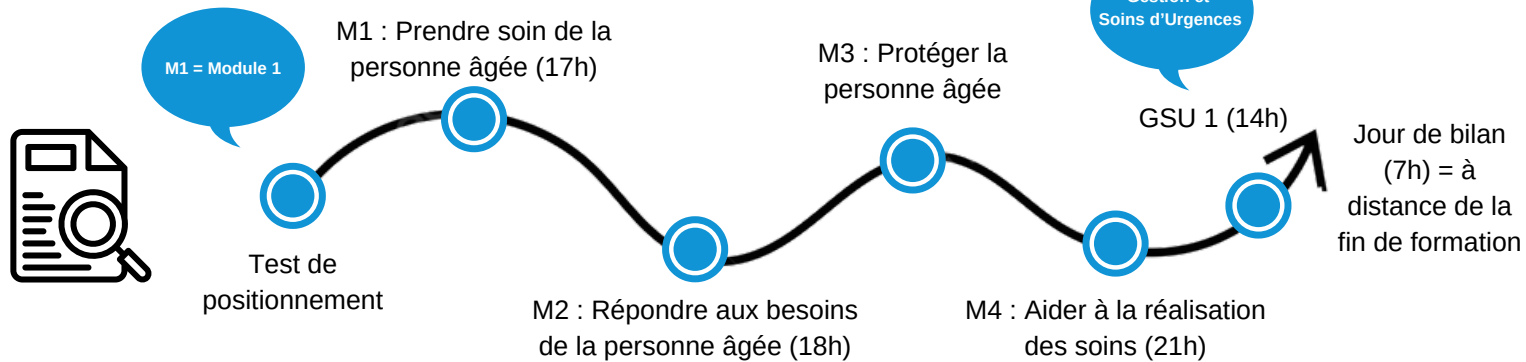 M1 = Module 1
Test de
positionnement
M1 : Prendre soin de la
personne âgée (17h)
M2 : Répondre aux besoins
de la personne âgée (18h)
M3 : Protéger la
personne âgée
M4 : Aider à la réalisation
des soins (21h)
Gestion et
Soins d'Urgences
GSU 1 (14h)
Jour de bilan
(7h) = à
distance de la
fin de formation